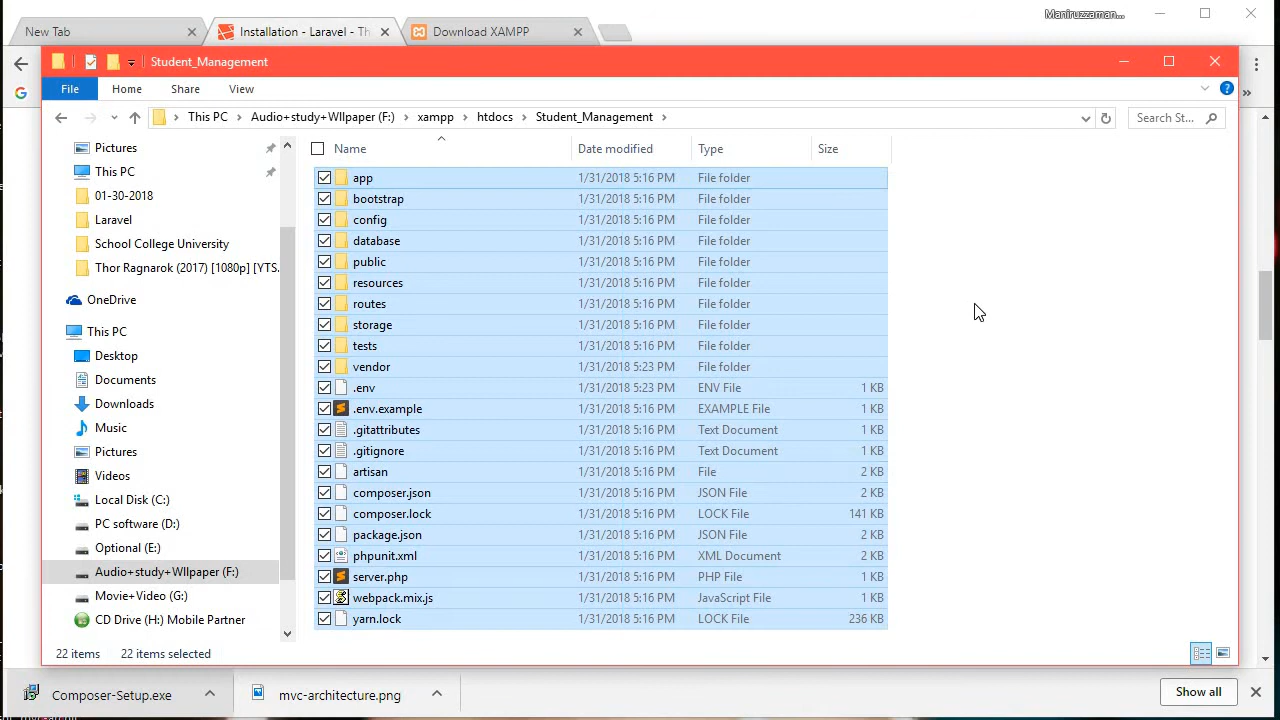 Maniruzzaman...
New Tab
Installation - Laravel - Th
Download XAMPP
Student_Management
File Home Share View
This PC Audio+study+Wllpaper (F:) xampp htdocs Student_Management
Search St...
Name Date modified Type Size
Pictures
This PC
01-30-2018
Laravel
School College University
Thor Ragnarok (2017) [1080p] [YTS.
OneDrive
This PC
Desktop
Documents
Downloads
Music
Pictures
Videos
Local Disk (C:)
PC software (D:)
Optional (E:)
Audio+study+Wllpaper (F:)
Movie+Video (G:)
CD Drive (H:) Mobile Partner
app 1/31/2018 5:16 PM File folder
bootstrap 1/31/2018 5:16 PM File folder
config 1/31/2018 5:16 PM File folder
database 1/31/2018 5:16 PM File folder
public 1/31/2018 5:16 PM File folder
resources 1/31/2018 5:16 PM File folder
routes 1/31/2018 5:16 PM File folder
storage 1/31/2018 5:16 PM File folder
tests 1/31/2018 5:16 PM File folder
vendor 1/31/2018 5:23 PM File folder
.env 1/31/2018 5:23 PM ENV File 1 KB
.env.example 1/31/2018 5:16 PM EXAMPLE File 1 KB
.gitattributes 1/31/2018 5:16 PM Text Document 1 KB
.gitignore 1/31/2018 5:16 PM Text Document 1 KB
artisan 1/31/2018 5:16 PM File 2 KB
composer.json 1/31/2018 5:16 PM JSON File 2 KB
composer.lock 1/31/2018 5:16 PM LOCK File 141 KB
package.json 1/31/2018 5:16 PM JSON File 2 KB
phpunit.xml 1/31/2018 5:16 PM XML Document 2 KB
server.php 1/31/2018 5:16 PM PHP File 1 KB
webpack.mix.js 1/31/2018 5:16 PM JavaScript File 1 KB
yarn.lock 1/31/2018 5:16 PM LOCK File 236 KB
22 items 22 items selected
Composer-Setup.exe
mvc-architecture.png
Show all